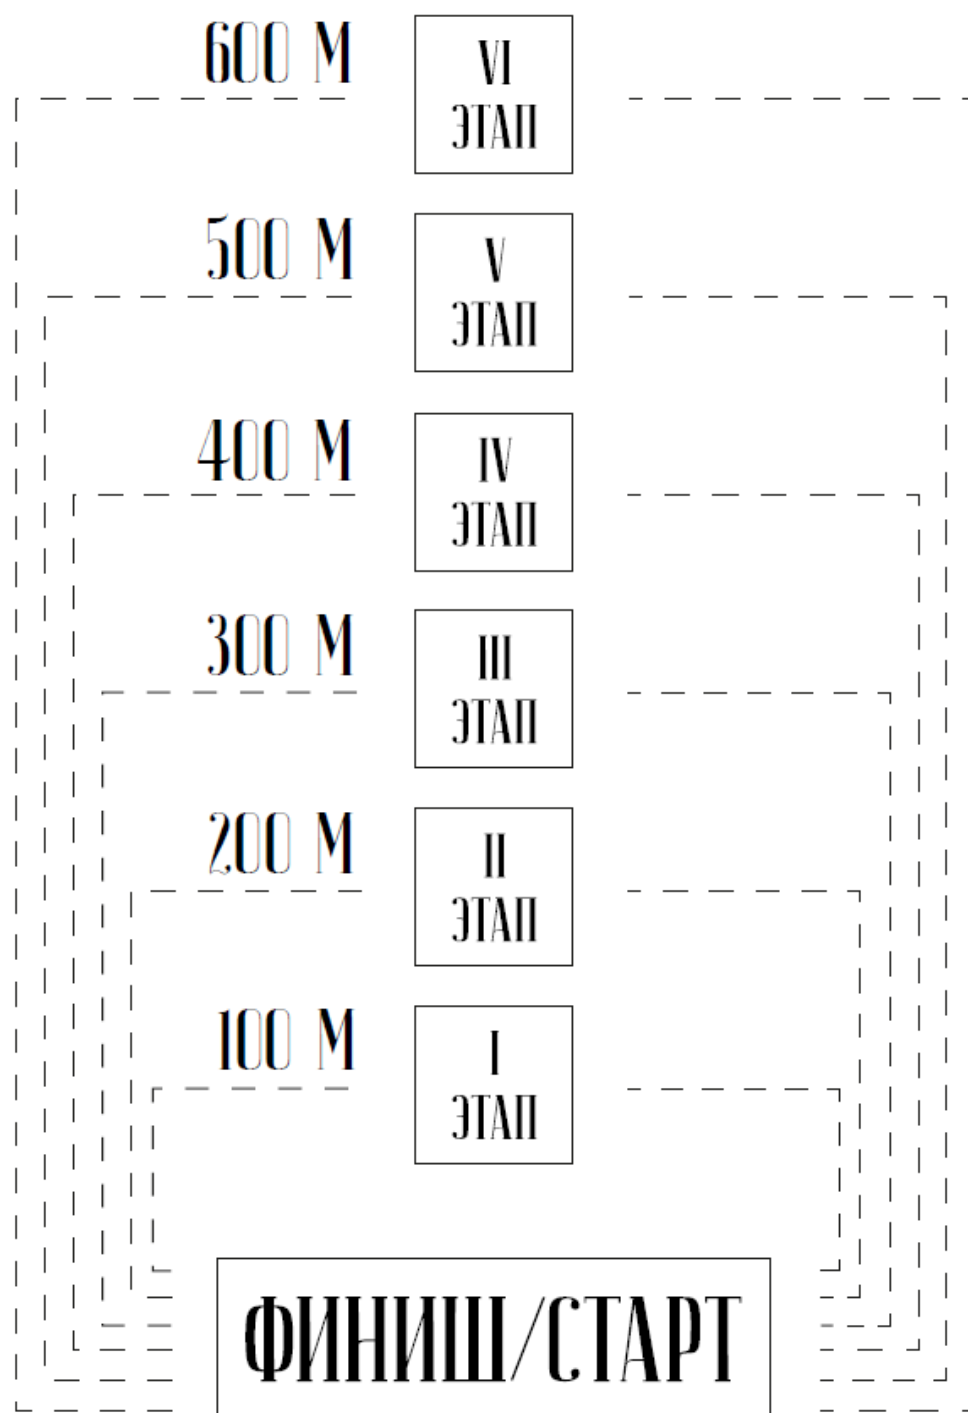 600 М
VI
ЭТАП
500 М
V
ЭТАП
400 М
IV
ЭТАП
300 М
III
ЭТАП
200 М
II
ЭТАП
100 М
I
ЭТАП
ФИНИШ/СТАРТ